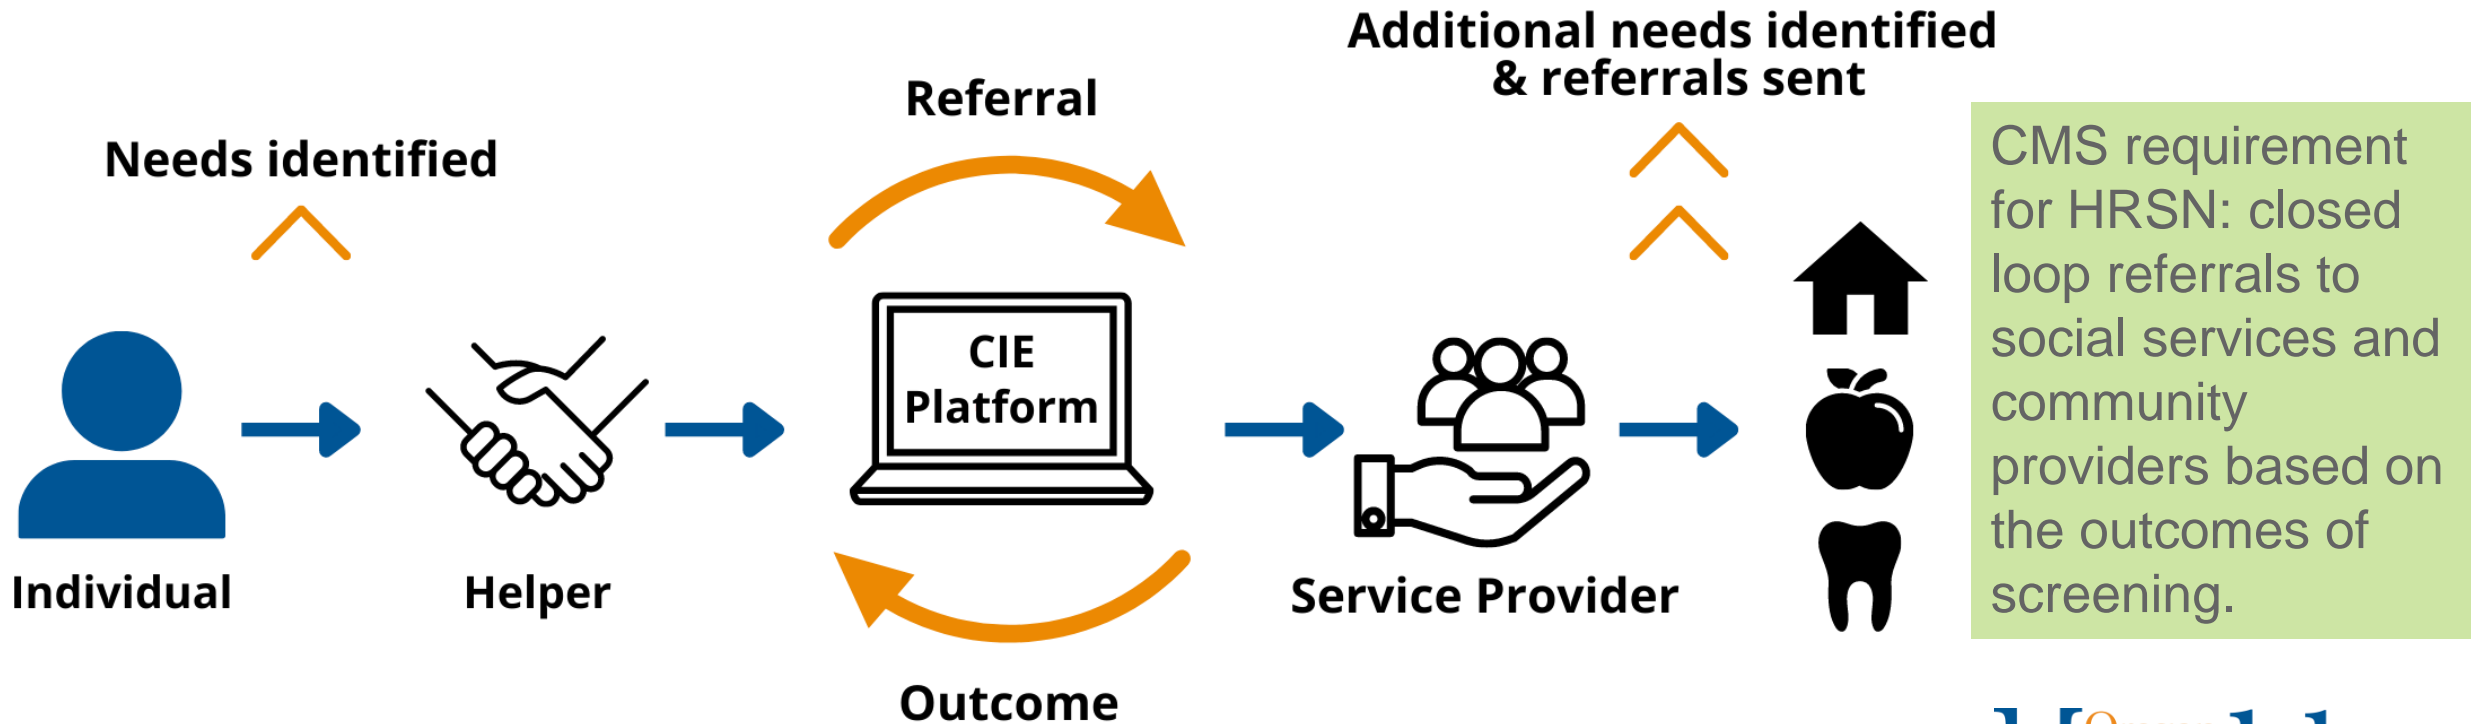 Additional needs identified
& referrals sent
Referral
Needs identified
CIE
Platform
Individual
Helper
Service Provider
Outcome
CMS requirement
for HRSN: closed
loop referrals to
social services and
community
providers based on
the outcomes of
screening.